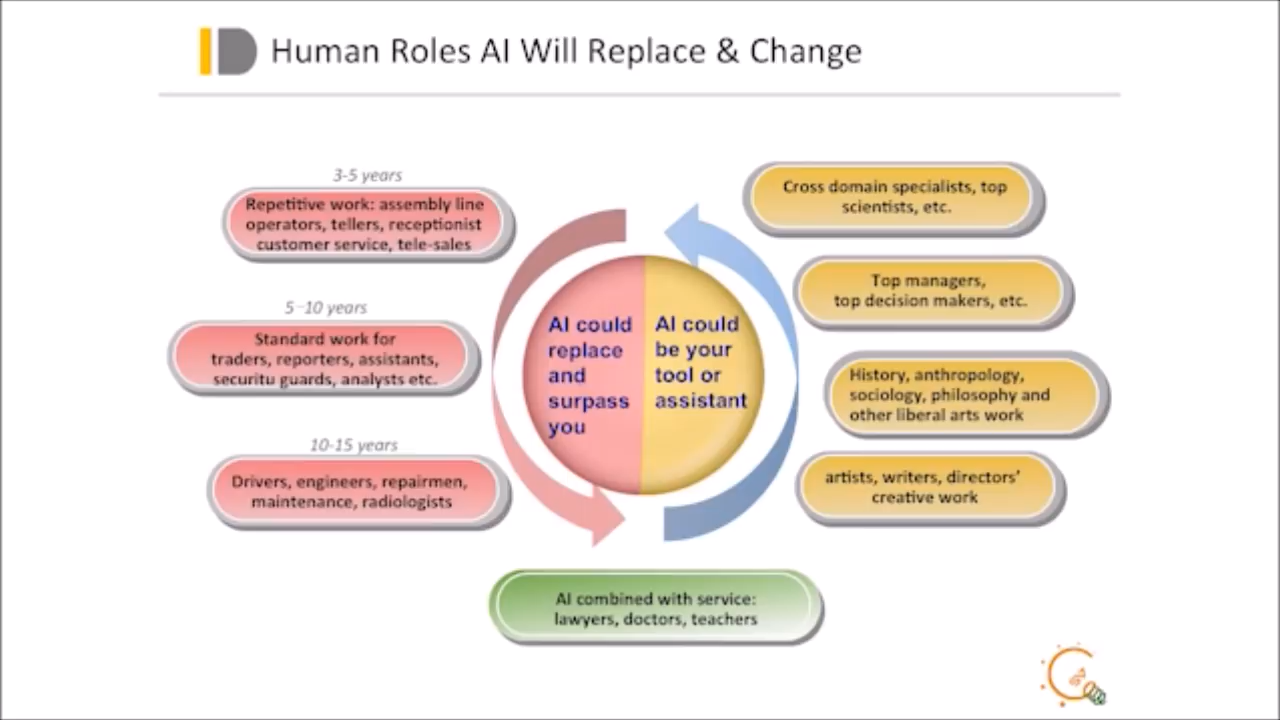 Human Roles AI Will Replace & Change
3-5 years
Repetitive work: assembly line
operators, tellers, receptionist
customer service, tele-sales
5-10 years
Standard work for
traders, reporters, assistants,
securitu guards, analysts etc.
10-15 years
Drivers, engineers, repairmen,
maintenance, radiologists
AI could
replace
and
surpass
you
AI could
be your
tool or
assistant
Cross domain specialists, top
scientists, etc.
Top managers,
top decision makers, etc.
History, anthropology,
sociology, philosophy and
other liberal arts work
artists, writers, directors’
creative work
AI combined with service:
lawyers, doctors, teachers